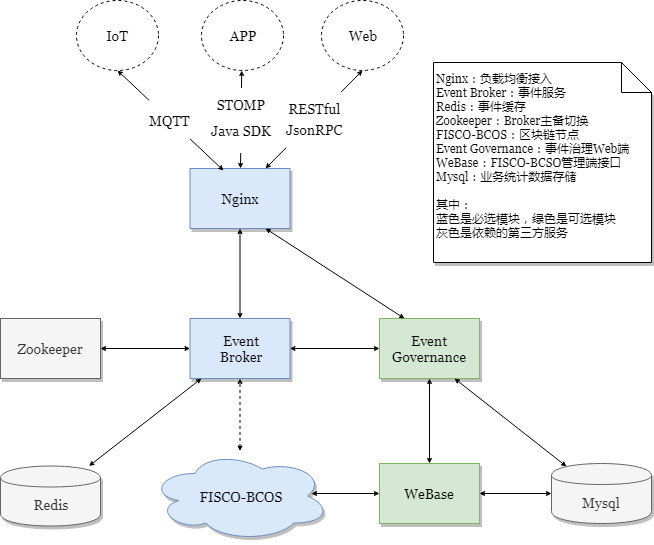 IoT
APP
Web
MQTT
STOMP
Java SDK
RESTful
JsonRPC
Nginx
Nginx：负载均衡接入
Event Broker：事件服务
Redis：事件缓存
Zookeeper：Broker主备切换
FISCO-BCOS：区块链节点
Event Governance：事件治理Web端
WeBase：FISCO-BCSO管理端接口
Mysql：业务统计数据存储
其中：
蓝色是必选模块，绿色是可选模块
灰色是依赖的第三方服务
Zookeeper
Event
Broker
Event
Governance
Redis
FISCO-BCOS
WeBase
Mysql